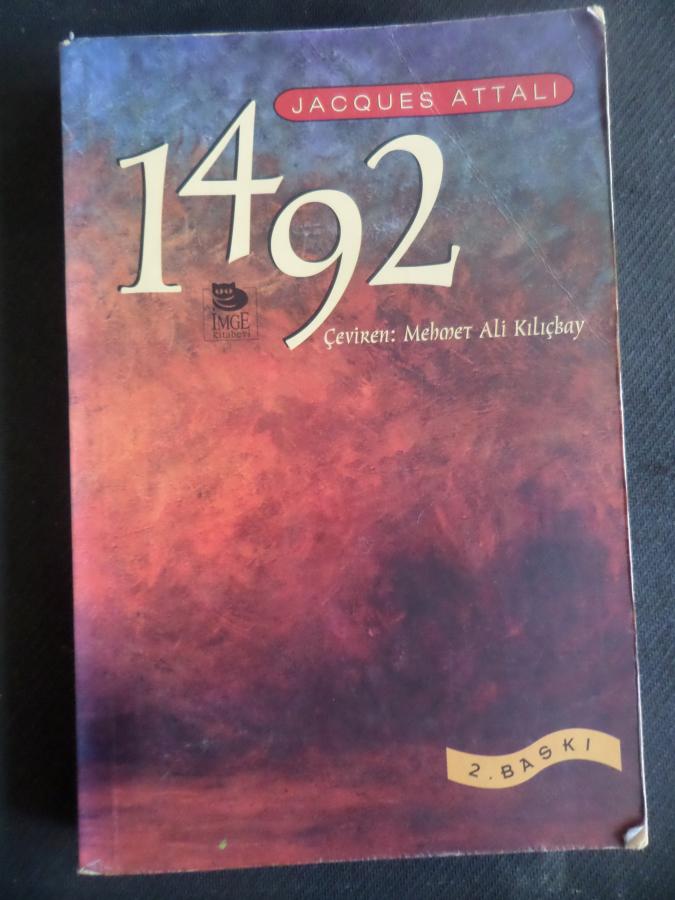 JACQUES ATTALI
1492
İMGE
kitabevi
Çeviren: Mehmet Ali Kılıçbay
2. BASKI